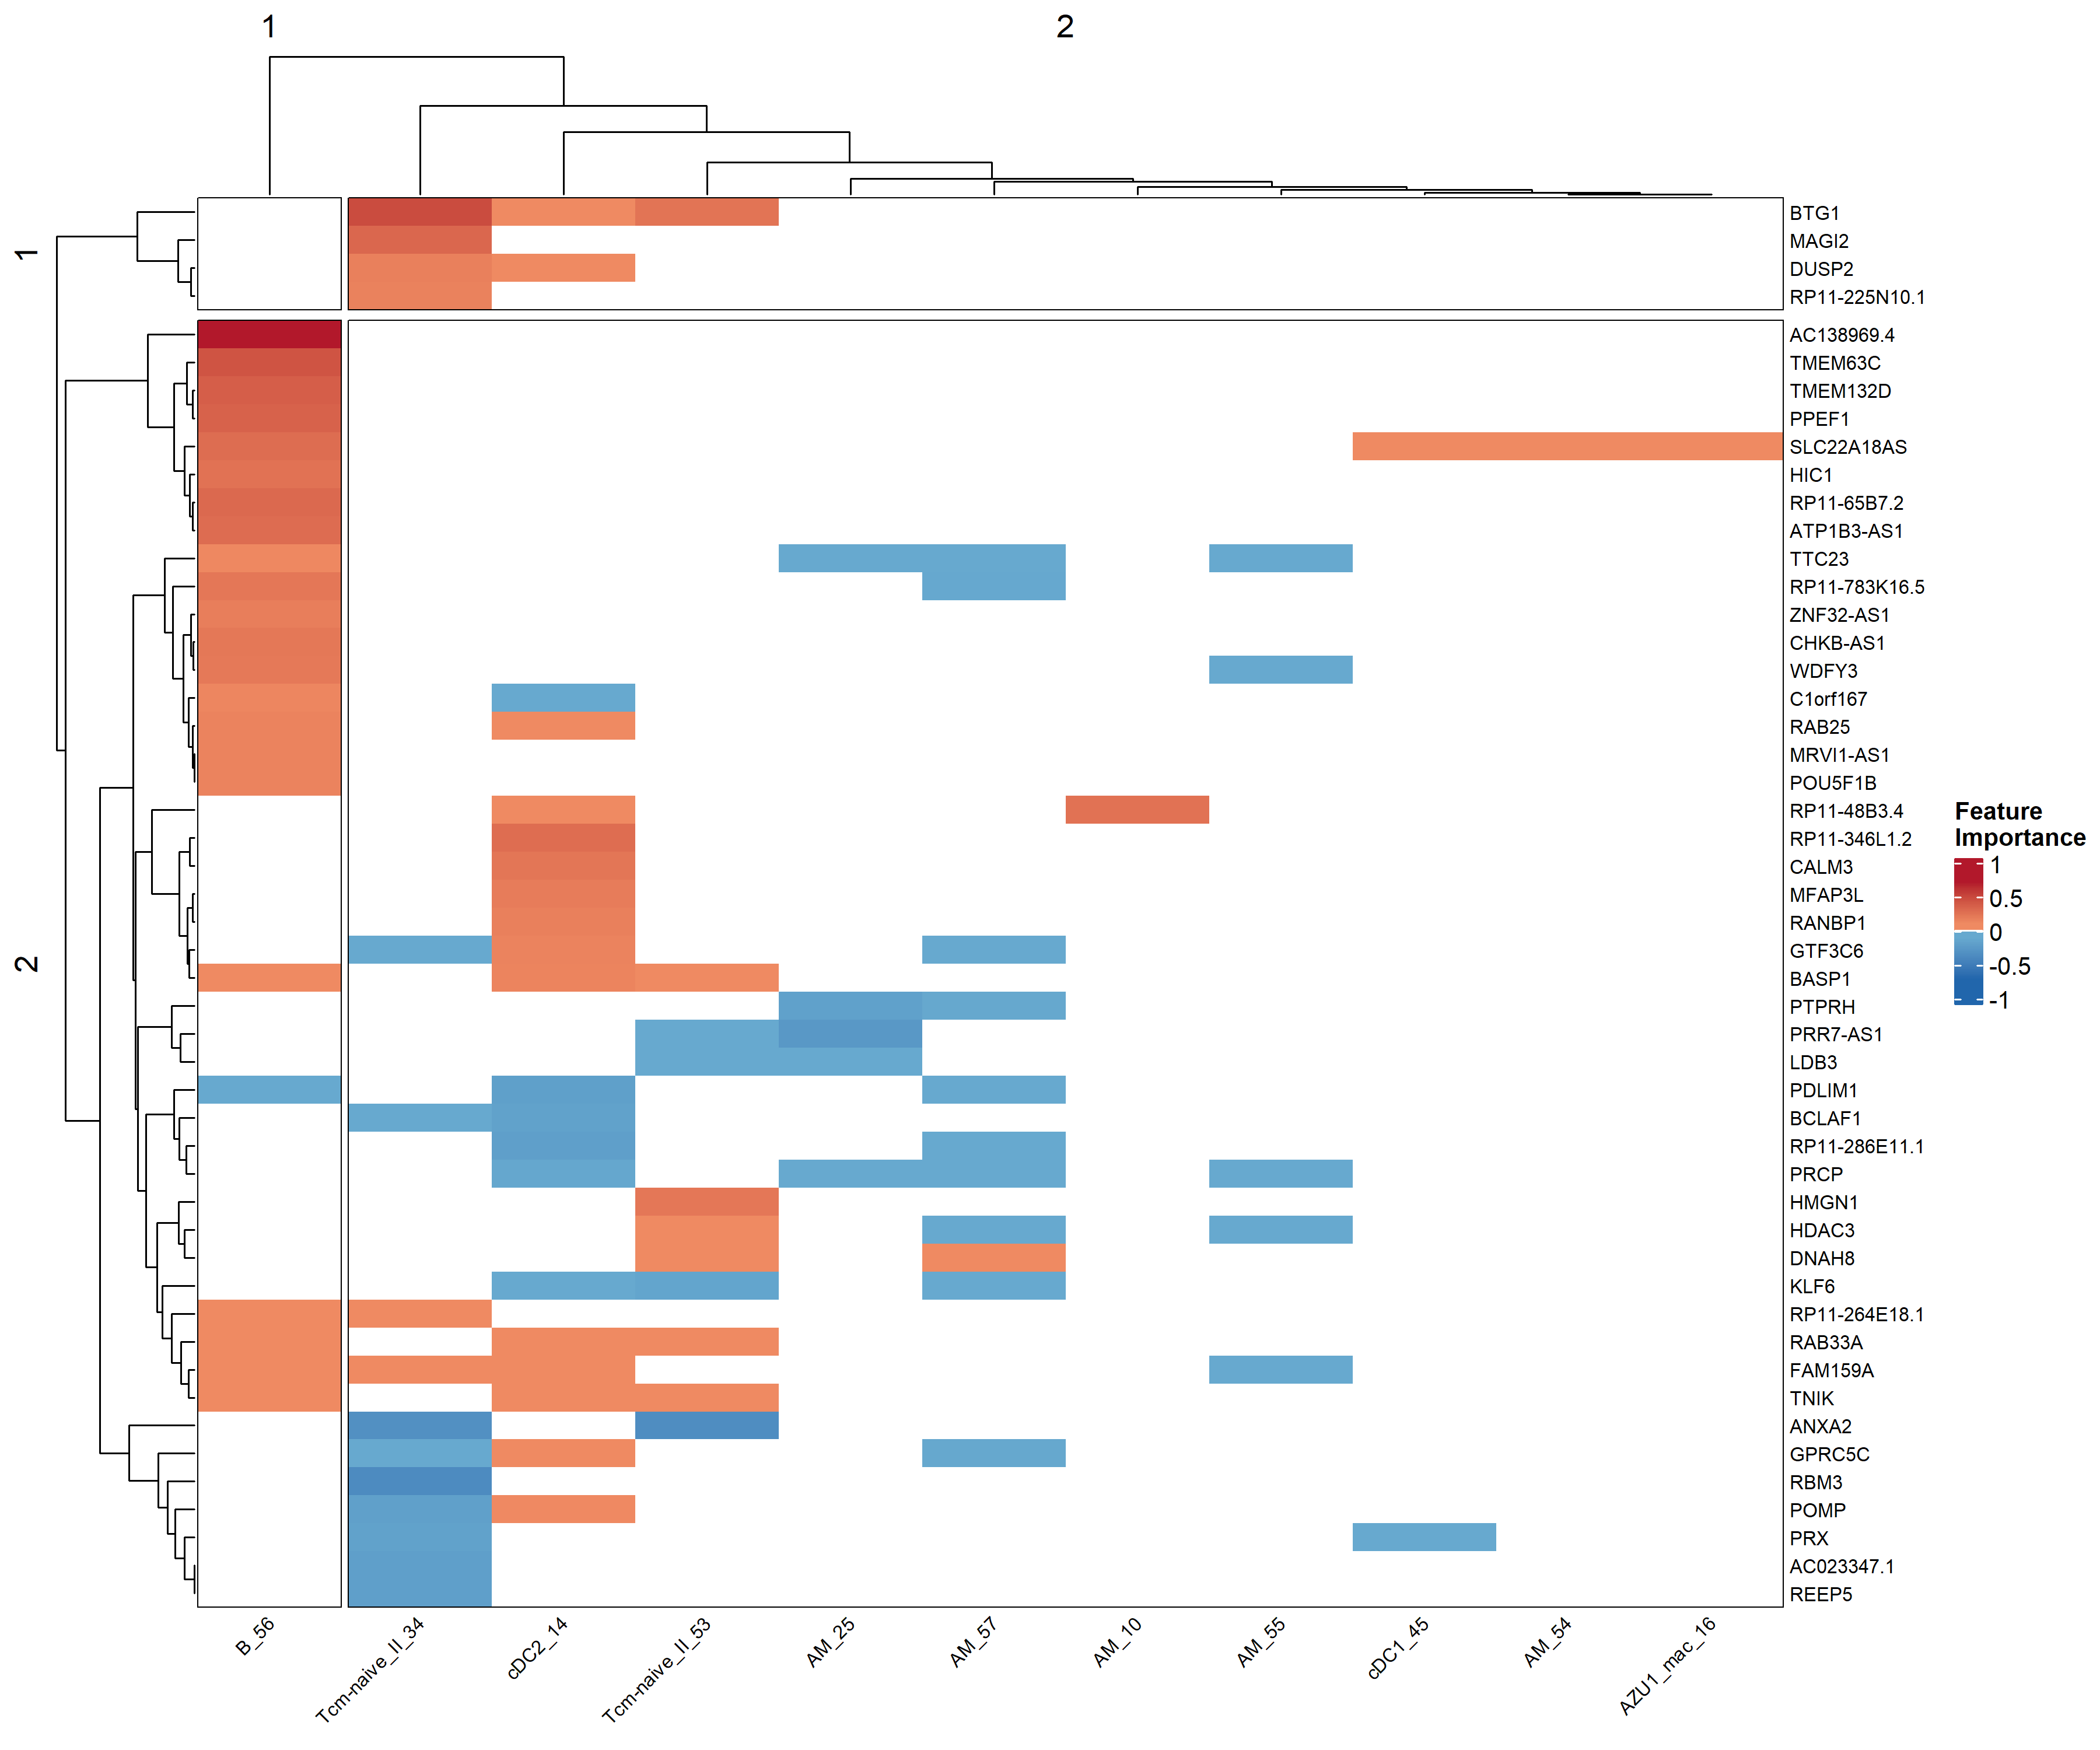 1
2
1
2
BTG1
MAGI2
DUSP2
RP11-225N10.1
AC138969.4
TMEM63C
TMEM132D
PPEF1
SLC22A18AS
HIC1
RP11-65B7.2
ATP1B3-AS1
TTC23
RP11-783K16.5
ZNF32-AS1
CHKB-AS1
WDFY3
C1orf167
RAB25
MRVI1-AS1
POU5F1B
RP11-48B3.4
RP11-346L1.2
CALM3
MFAP3L
RANBP1
GTF3C6
BASP1
PTPRH
PRR7-AS1
LDB3
PDLIM1
BCLAF1
RP11-286E11.1
PRCP
HMGN1
HDAC3
DNAH8
KLF6
RP11-264E18.1
RAB33A
FAM159A
TNIK
ANXA2
GPRC5C
RBM3
POMP
PRX
AC023347.1
REEP5
Feature
Importance
1
0.5
0
-0.5
-1
B_56
Tcm-naive_II_34
cDC2_14
Tcm-naive_II_53
AM_25
AM_57
AM_10
AM_55
cDC1_45
AM_54
AZU1_mac_16